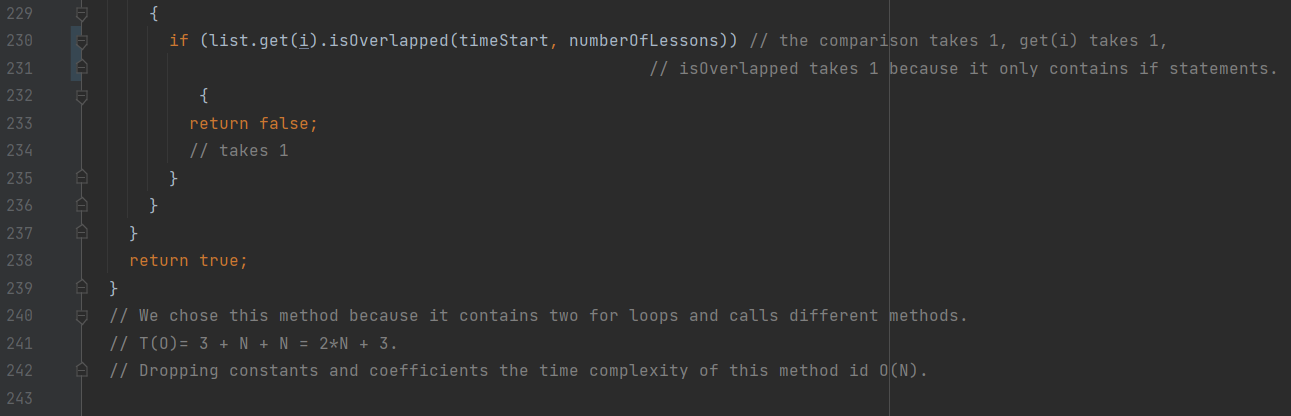 229 {
230 if (list.get(i).isOverlapped(timeStart, numberOfLessons)) // the comparison takes 1, get(i) takes 1,
231 // isOverlapped takes 1 because it only contains if statements.
232 {
233 return false;
234 // takes 1
235 }
236 }
237 }
238 return true;
239 }
240 // We chose this method because it contains two for loops and calls different methods.
241 // T(O)= 3 + N + N = 2*N + 3.
242 // Dropping constants and coefficients the time complexity of this method id O(N).
243